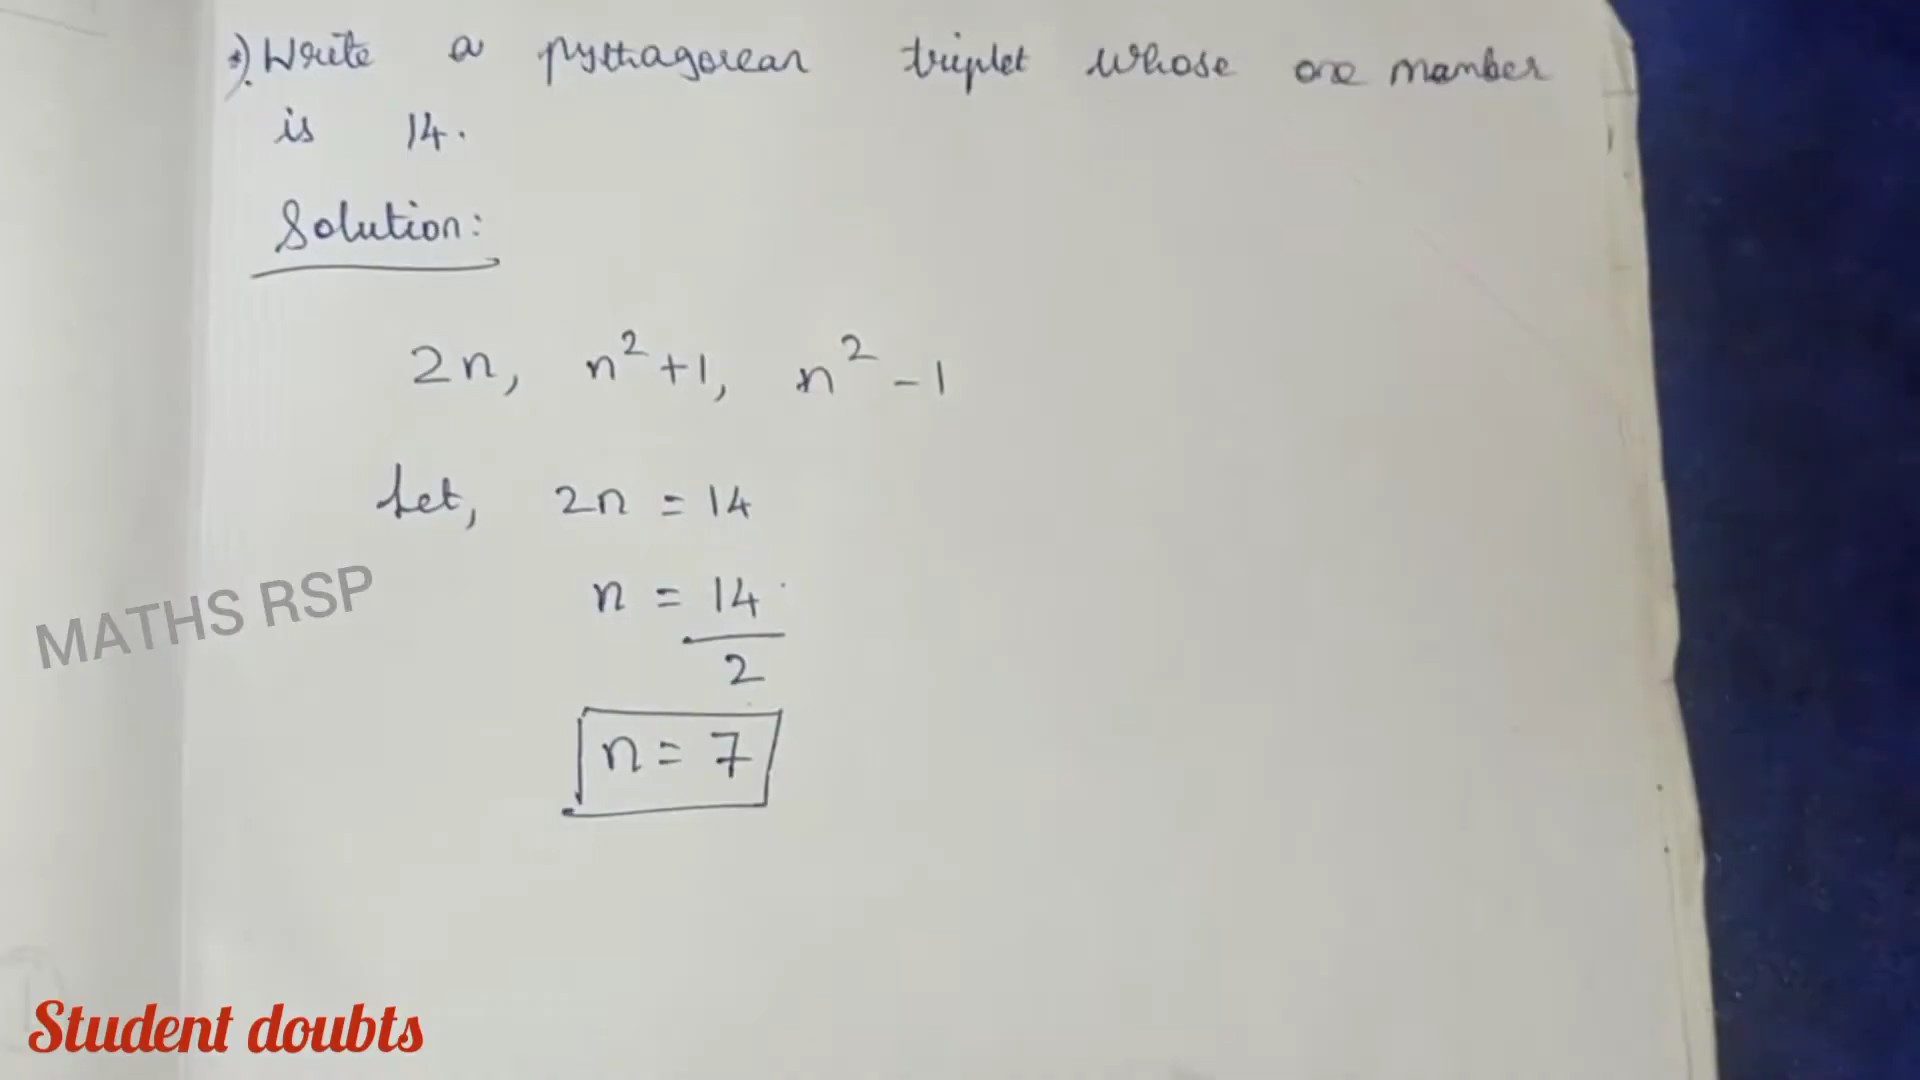 *) Write a pythagorean triplet whose one member
is 14.
Solution:
2n, n²+1, n²-1
Let, 2n = 14
n = 14
2
n = 7
MATHS RSP
Student doubts